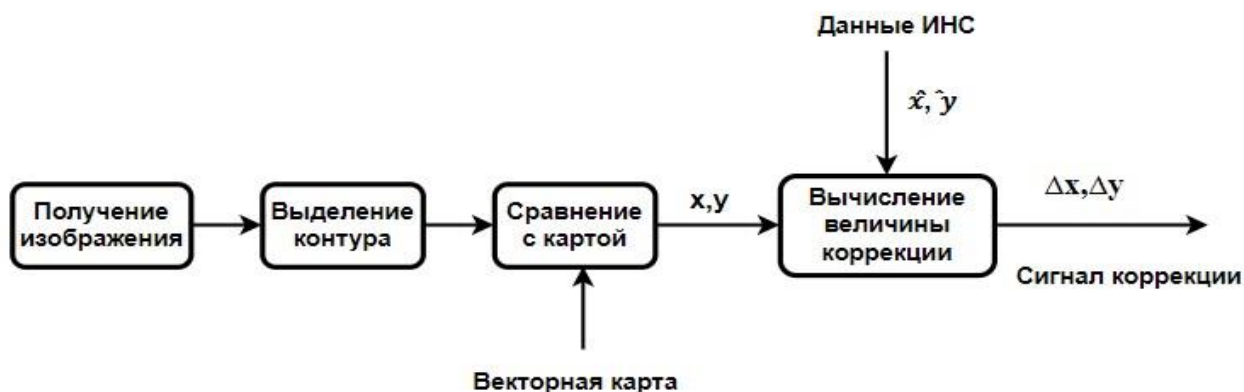 Данные ИНС
x̂, ŷ
Получение
изображения
Выделение
контура
Сравнение
с картой
x,y
Вычисление
величины
коррекции
Δx,Δy
Сигнал коррекции
Векторная карта